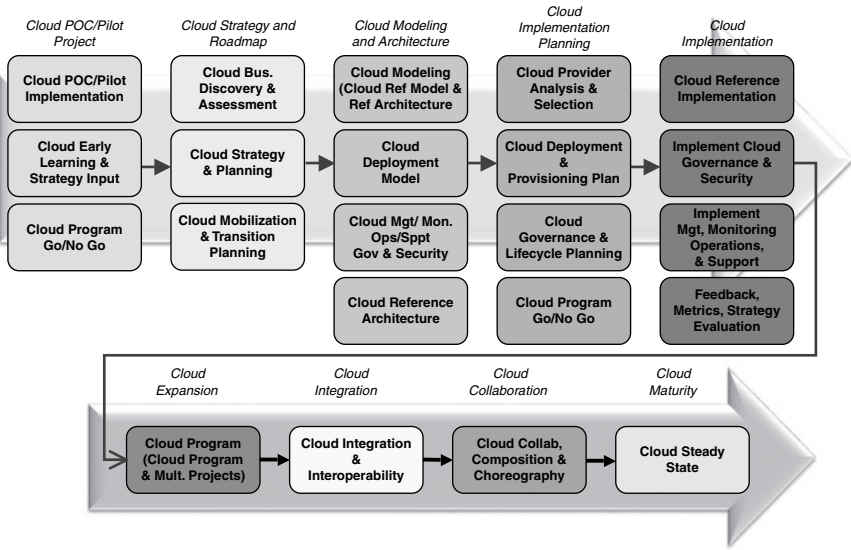 Cloud POC/Pilot
Project
Cloud Strategy and
Roadmap
Cloud Modeling
and Architecture
Cloud
Implementation
Planning
Cloud
Implementation
Cloud POC/Pilot
Implementation
Cloud Bus.
Discovery &
Assessment
Cloud Modeling
(Cloud Ref Model &
Ref Architecture
Cloud Provider
Analysis &
Selection
Cloud Reference
Implementation
Cloud Early
Learning &
Strategy Input
Cloud Strategy
& Planning
Cloud
Deployment
Model
Cloud Deployment
&
Provisioning Plan
Implement Cloud
Governance &
Security
Cloud Program
Go/No Go
Cloud Mobilization
& Transition
Planning
Cloud Mgt/ Mon.
Ops/Sppt
Gov & Security
Cloud
Governance &
Lifecycle Planning
Implement
Mgt, Monitoring
Operations,
& Support
Cloud Reference
Architecture
Cloud Program
Go/No Go
Feedback,
Metrics, Strategy
Evaluation
Cloud
Expansion
Cloud
Integration
Cloud
Collaboration
Cloud
Maturity
Cloud Program
(Cloud Program
& Mult. Projects)
Cloud Integration
&
Interoperability
Cloud Collab,
Composition &
Choreography
Cloud Steady
State